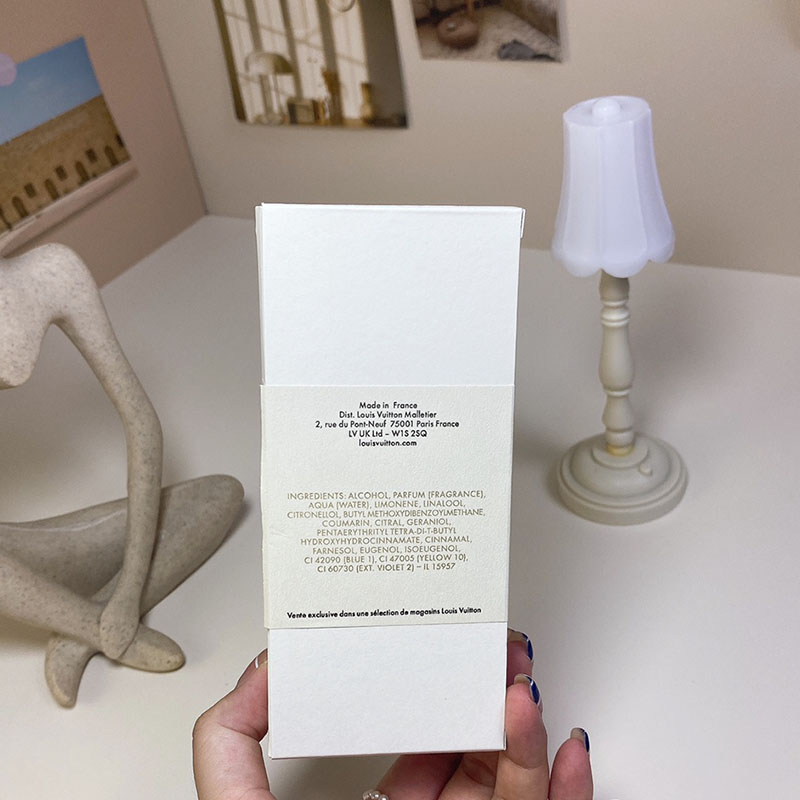 Made in France
Dist. Louis Vuitton Malletier
2, rue du Pont-Neuf 75001 Paris France
LV UK Ltd – W1S 2SQ
louisvuitton.com
INGREDIENTS: ALCOHOL, PARFUM [FRAGRANCE],
AQUA [WATER], LIMONENE, LINALOOL,
CITRONELLOL, BUTYL METHOXYDIBENZOYLMETHANE,
COUMARIN, CITRAL, GERANIOL,
PENTAERYTHRITYL TETRA-DI-T-BUTYL
HYDROXYHYDROCINNAMATE, CINNAMAL,
FARNESOL, EUGENOL, ISOEUGENOL,
CI 42090 (BLUE 1), CI 47005 (YELLOW 10),
CI 60730 (EXT. VIOLET 2) – IL 15957
Vente exclusive dans une sélection de magasins Louis Vuitton